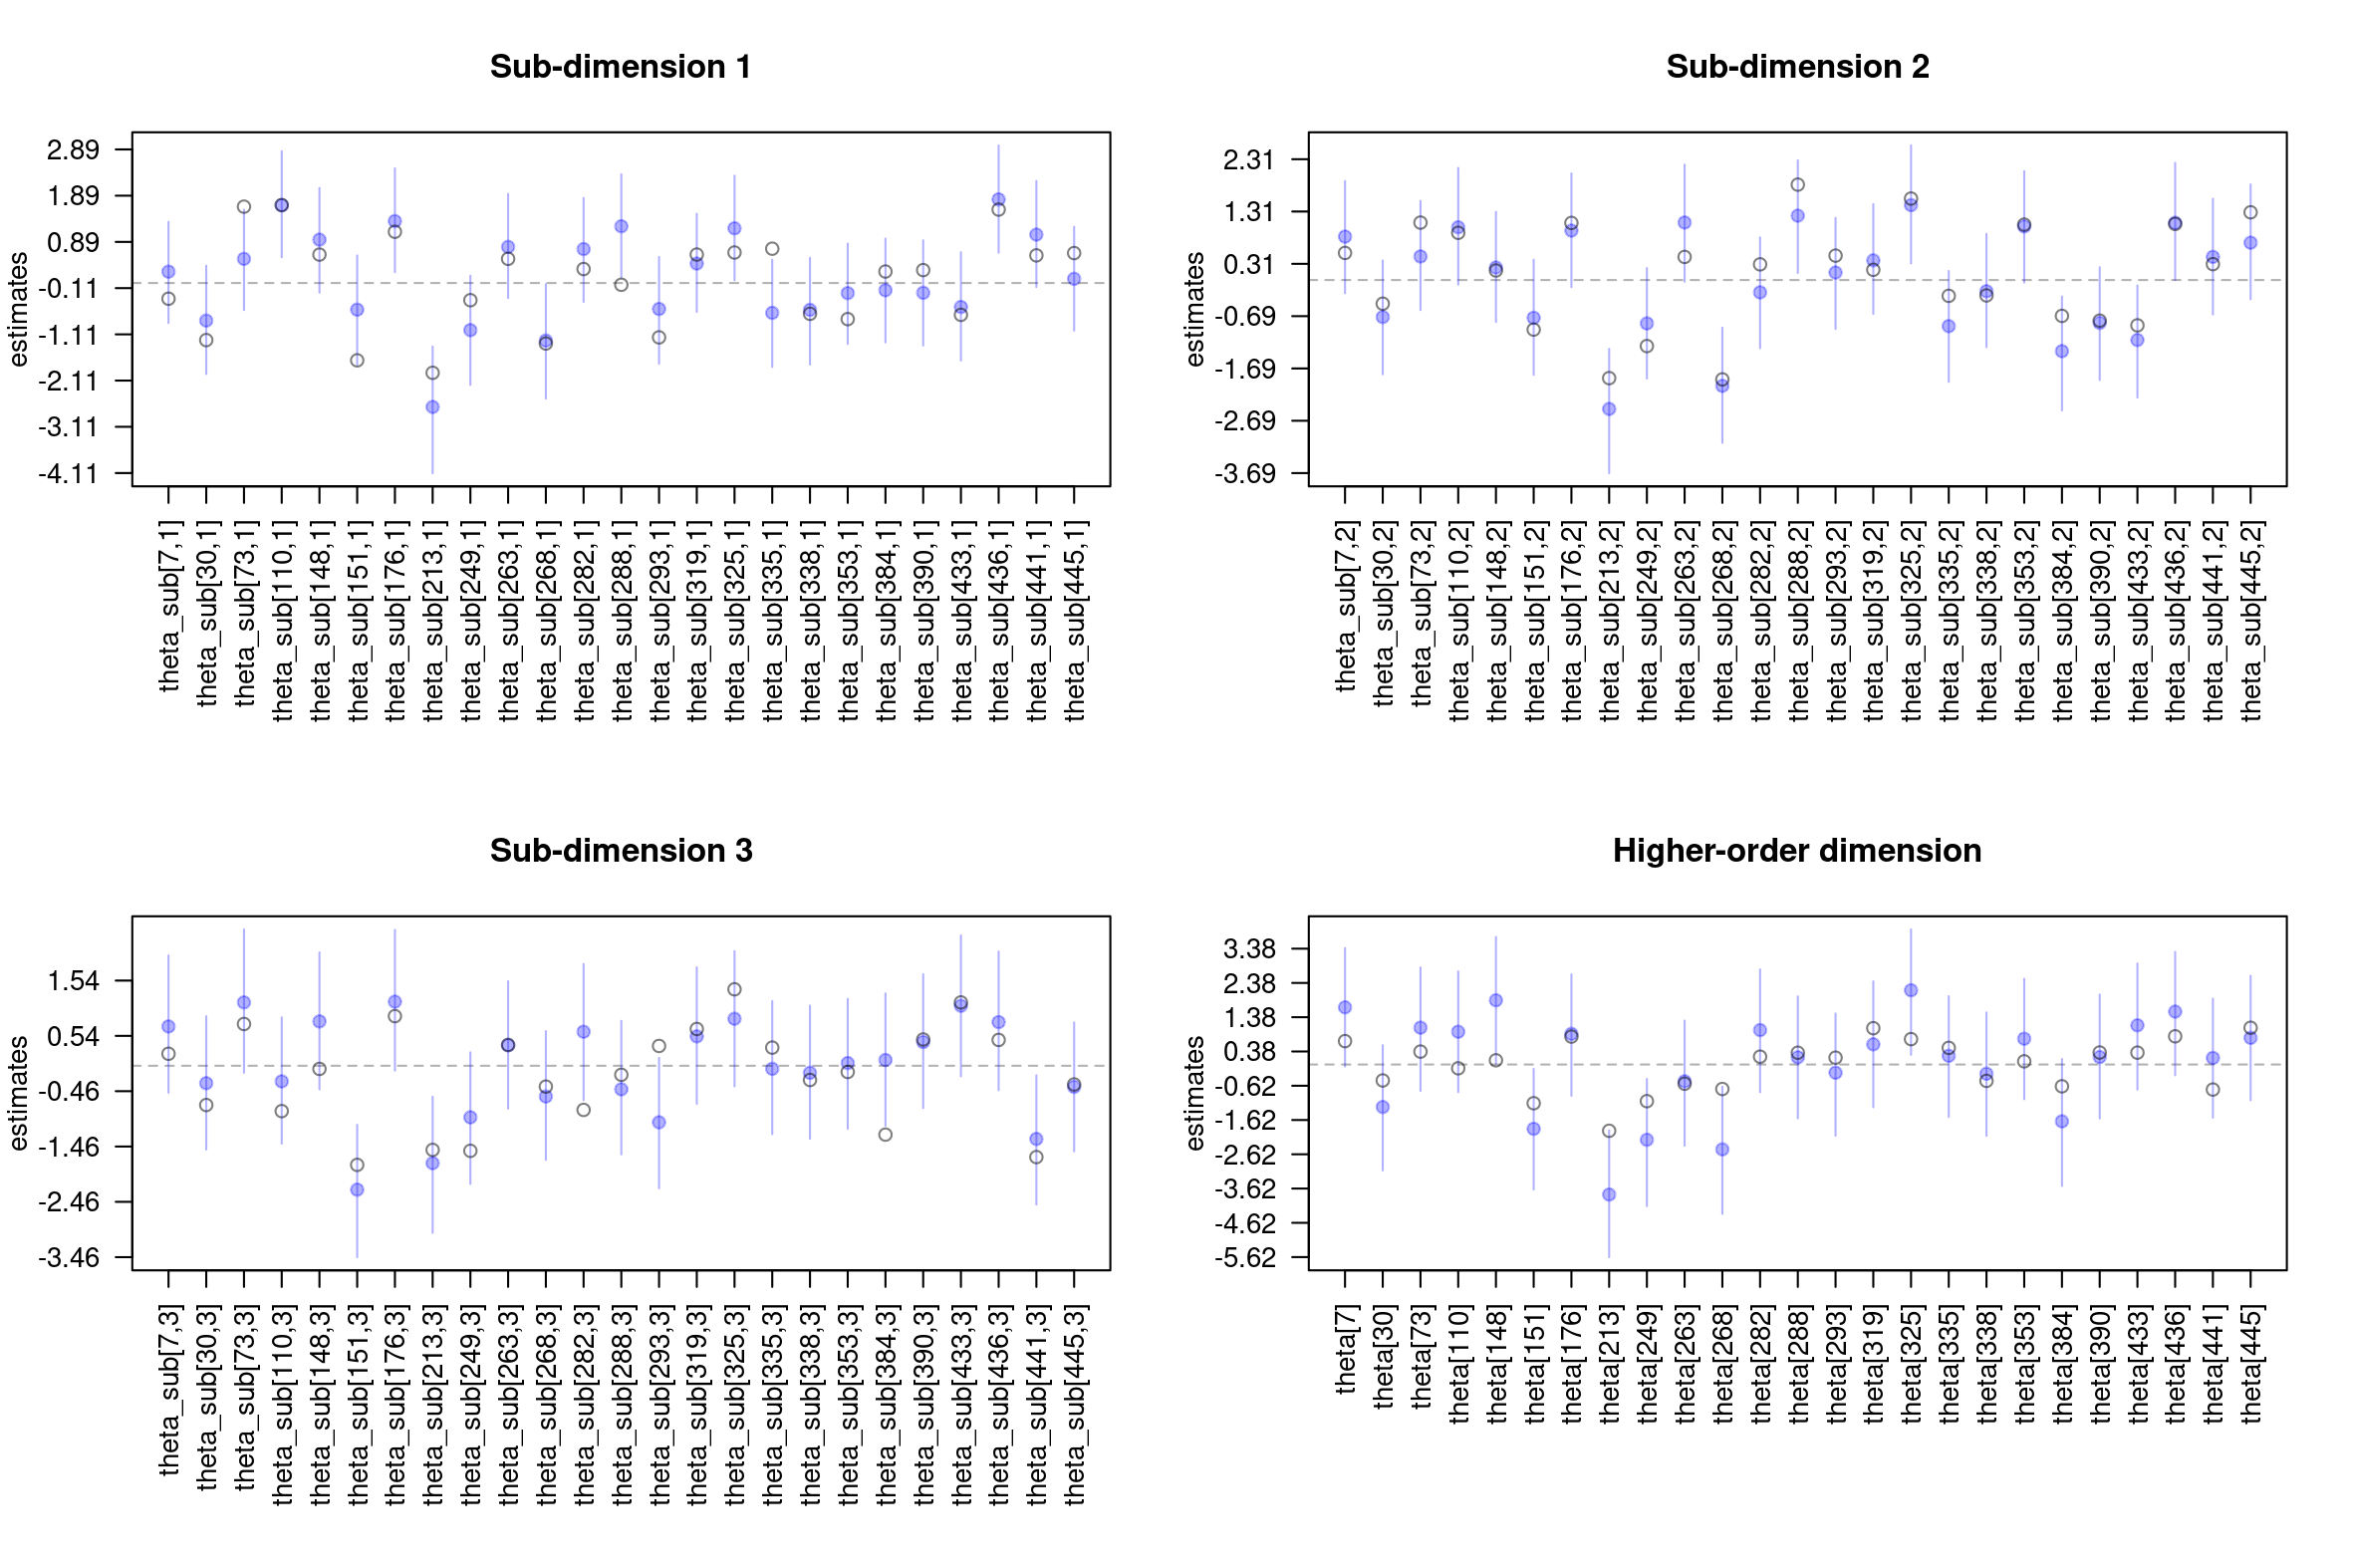 Sub-dimension 1
estimates
2.89
1.89
0.89
-0.11
-1.11
-2.11
-3.11
-4.11
theta_sub[7,1]
theta_sub[30,1]
theta_sub[73,1]
theta_sub[110,1]
theta_sub[148,1]
theta_sub[151,1]
theta_sub[176,1]
theta_sub[213,1]
theta_sub[249,1]
theta_sub[263,1]
theta_sub[268,1]
theta_sub[282,1]
theta_sub[288,1]
theta_sub[293,1]
theta_sub[319,1]
theta_sub[325,1]
theta_sub[335,1]
theta_sub[338,1]
theta_sub[353,1]
theta_sub[384,1]
theta_sub[390,1]
theta_sub[433,1]
theta_sub[436,1]
theta_sub[441,1]
theta_sub[445,1]
Sub-dimension 2
estimates
2.31
1.31
0.31
-0.69
-1.69
-2.69
-3.69
theta_sub[7,2]
theta_sub[30,2]
theta_sub[73,2]
theta_sub[110,2]
theta_sub[148,2]
theta_sub[151,2]
theta_sub[176,2]
theta_sub[213,2]
theta_sub[249,2]
theta_sub[263,2]
theta_sub[268,2]
theta_sub[282,2]
theta_sub[288,2]
theta_sub[293,2]
theta_sub[319,2]
theta_sub[325,2]
theta_sub[335,2]
theta_sub[338,2]
theta_sub[353,2]
theta_sub[384,2]
theta_sub[390,2]
theta_sub[433,2]
theta_sub[436,2]
theta_sub[441,2]
theta_sub[445,2]
Sub-dimension 3
estimates
1.54
0.54
-0.46
-1.46
-2.46
-3.46
theta_sub[7,3]
theta_sub[30,3]
theta_sub[73,3]
theta_sub[110,3]
theta_sub[148,3]
theta_sub[151,3]
theta_sub[176,3]
theta_sub[213,3]
theta_sub[249,3]
theta_sub[263,3]
theta_sub[268,3]
theta_sub[282,3]
theta_sub[288,3]
theta_sub[293,3]
theta_sub[319,3]
theta_sub[325,3]
theta_sub[335,3]
theta_sub[338,3]
theta_sub[353,3]
theta_sub[384,3]
theta_sub[390,3]
theta_sub[433,3]
theta_sub[436,3]
theta_sub[441,3]
theta_sub[445,3]
Higher-order dimension
estimates
3.38
2.38
1.38
0.38
-0.62
-1.62
-2.62
-3.62
-4.62
-5.62
theta[7]
theta[30]
theta[73]
theta[110]
theta[148]
theta[151]
theta[176]
theta[213]
theta[249]
theta[263]
theta[268]
theta[282]
theta[288]
theta[293]
theta[319]
theta[325]
theta[335]
theta[338]
theta[353]
theta[384]
theta[390]
theta[433]
theta[436]
theta[441]
theta[445]